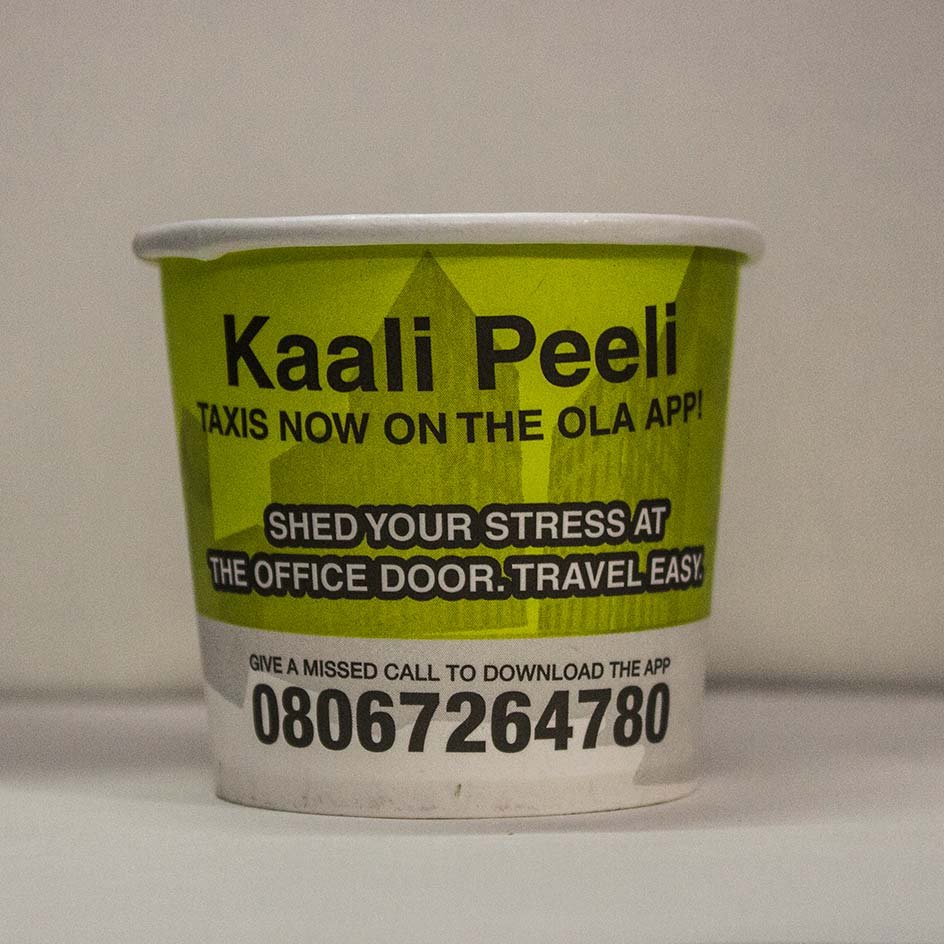 Kaali Peeli
TAXIS NOW ON THE OLA APP!
SHED YOUR STRESS AT
THE OFFICE DOOR. TRAVEL EASY.
GIVE A MISSED CALL TO DOWNLOAD THE APP
08067264780